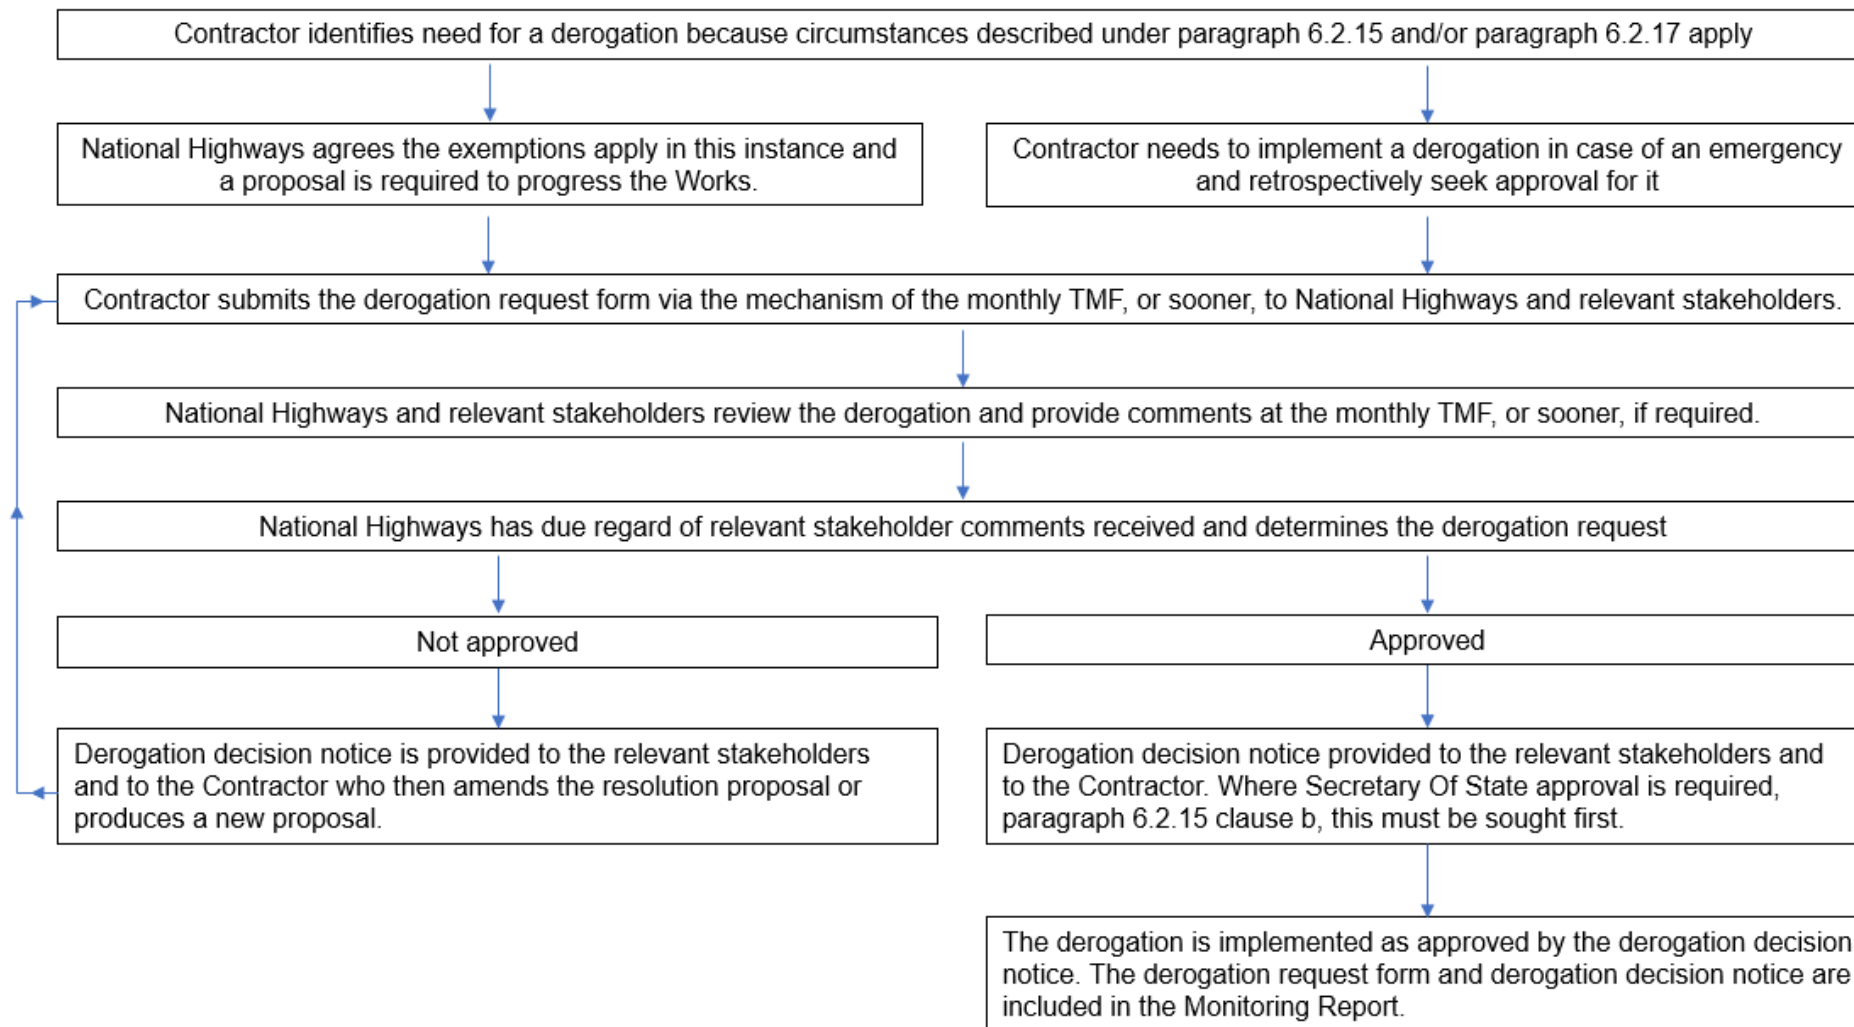 Contractor identifies need for a derogation because circumstances described under paragraph 6.2.15 and/or paragraph 6.2.17 apply
National Highways agrees the exemptions apply in this instance and
a proposal is required to progress the Works.
Contractor needs to implement a derogation in case of an emergency
and retrospectively seek approval for it
Contractor submits the derogation request form via the mechanism of the monthly TMF, or sooner, to National Highways and relevant stakeholders.
National Highways and relevant stakeholders review the derogation and provide comments at the monthly TMF, or sooner, if required.
National Highways has due regard of relevant stakeholder comments received and determines the derogation request
Not approved
Approved
Derogation decision notice is provided to the relevant stakeholders
and to the Contractor who then amends the resolution proposal or
produces a new proposal.
Derogation decision notice provided to the relevant stakeholders and
to the Contractor. Where Secretary Of State approval is required,
paragraph 6.2.15 clause b, this must be sought first.
The derogation is implemented as approved by the derogation decision
notice. The derogation request form and derogation decision notice are
included in the Monitoring Report.